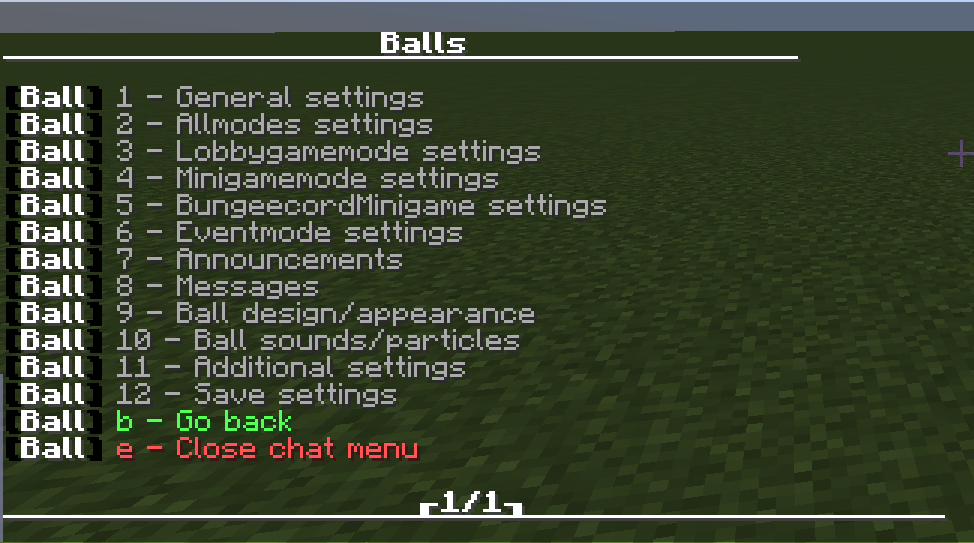 Balls
[Ball] 1 - General settings
[Ball] 2 - Allmodes settings
[Ball] 3 - Lobbygamemode settings
[Ball] 4 - Minigamemode settings
[Ball] 5 - BungeecordMinigame settings
[Ball] 6 - Eventmode settings
[Ball] 7 - Announcements
[Ball] 8 - Messages
[Ball] 9 - Ball design/appearance
[Ball] 10 - Ball sounds/particles
[Ball] 11 - Additional settings
[Ball] 12 - Save settings
[Ball] b - Go back
[Ball] e - Close chat menu
┌1/1┐